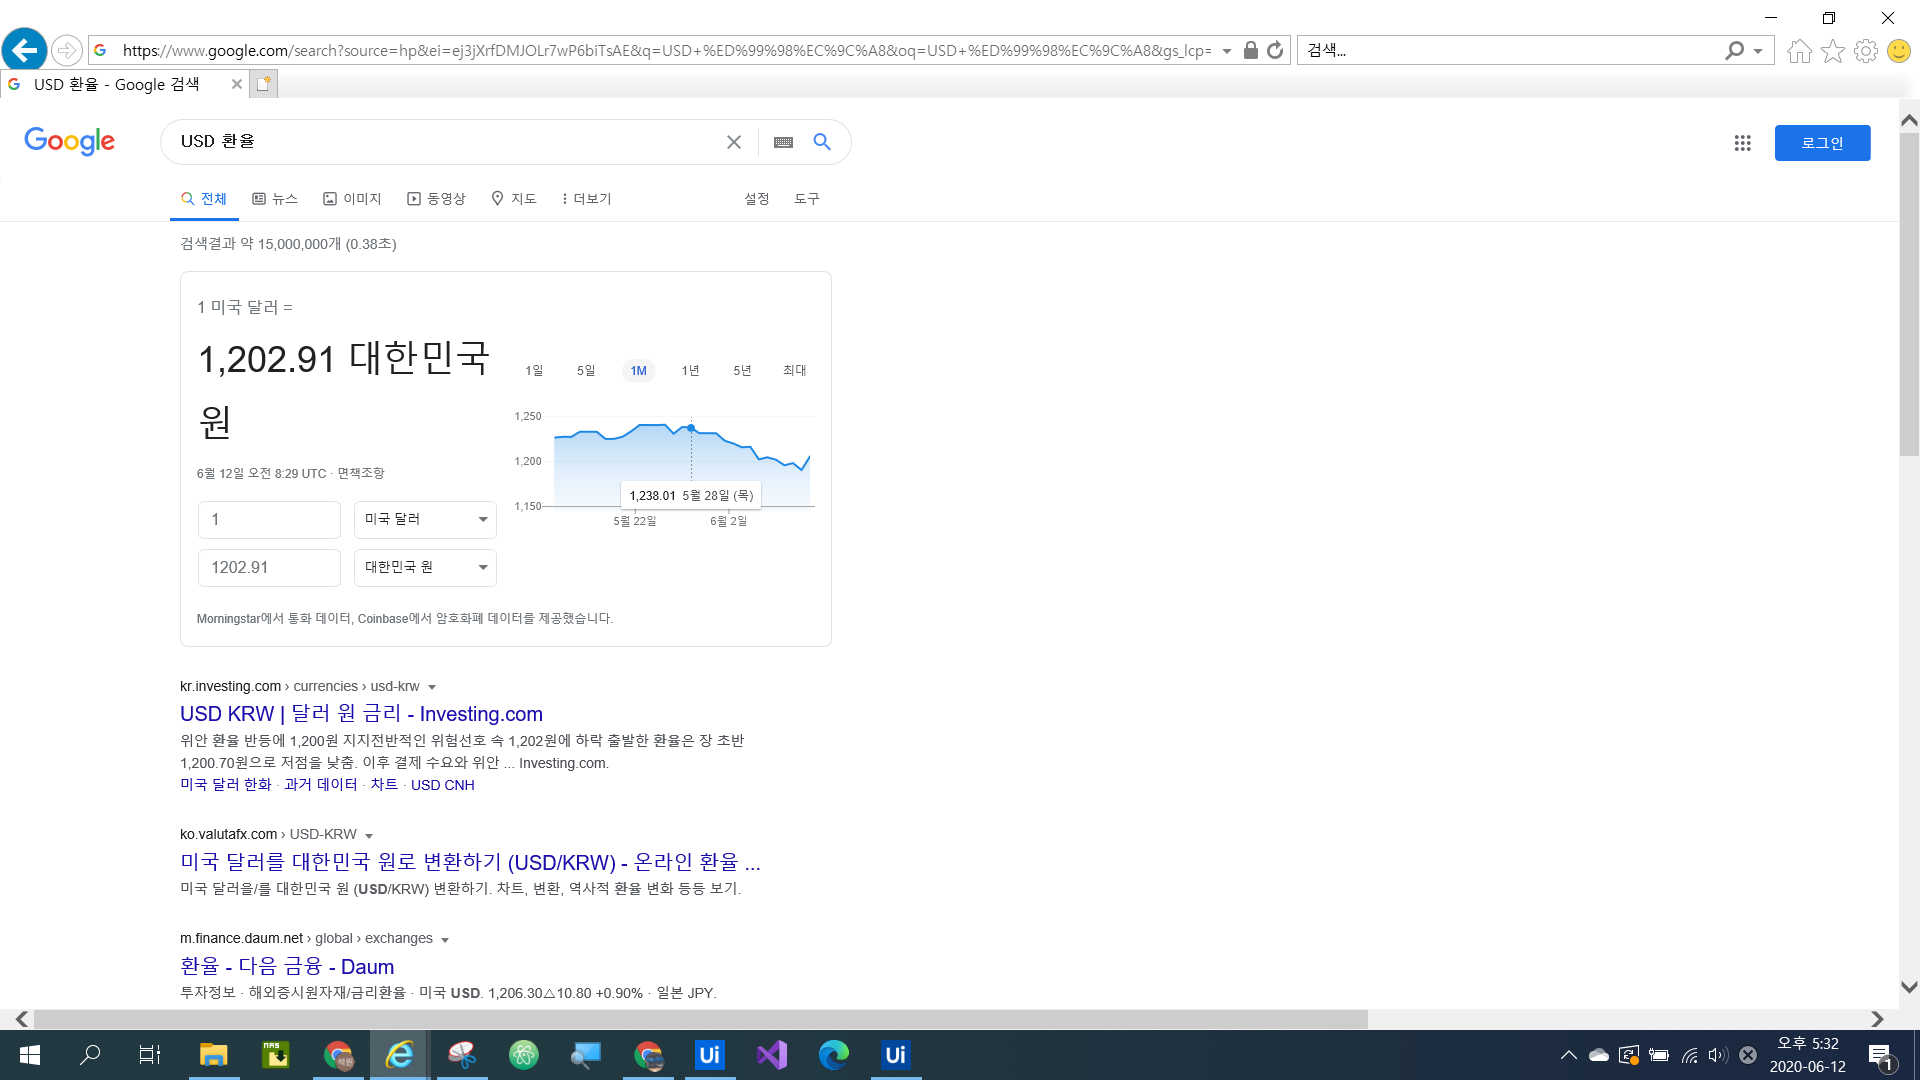 https://www.google.com/search?source=hp&ei=ej3jXrfDMJOLr7wP6biTsAE&q=USD+%ED%99%98%EC%9C%A8&oq=USD+%ED%99%98%EC%9C%A8&gs_lcp=
검색...
USD 환율 - Google 검색
Google
USD 환율
로그인
전체
뉴스
이미지
동영상
지도
더보기
설정
도구
검색결과 약 15,000,000개 (0.38초)
1 미국 달러 =
1,202.91 대한민국
원
6월 12일 오전 8:29 UTC · 면책조항
1일
5일
1M
1년
5년
최대
1,250
1,200
1,150
1,238.01 5월 28일 (목)
5월 22일
6월 2일
1
미국 달러
1202.91
대한민국 원
Morningstar에서 통화 데이터, Coinbase에서 암호화폐 데이터를 제공했습니다.
kr.investing.com › currencies › usd-krw
USD KRW | 달러 원 금리 - Investing.com
위안 환율 반등에 1,200원 지지전반적인 위험선호 속 1,202원에 하락 출발한 환율은 장 초반
1,200.70원으로 저점을 낮춤. 이후 결제 수요와 위안 ... Investing.com.
미국 달러 한화 · 과거 데이터 · 차트 · USD CNH
ko.valutafx.com › USD-KRW
미국 달러를 대한민국 원로 변환하기 (USD/KRW) - 온라인 환율 ...
미국 달러을/를 대한민국 원 (USD/KRW) 변환하기. 차트, 변환, 역사적 환율 변화 등등 보기.
m.finance.daum.net › global › exchanges
환율 - 다음 금융 - Daum
투자정보 · 해외증시원자재/금리환율 · 미국 USD. 1,206.30△10.80 +0.90% · 일본 JPY.
NAS
Ui
Ui
오후 5:32
2020-06-12
1